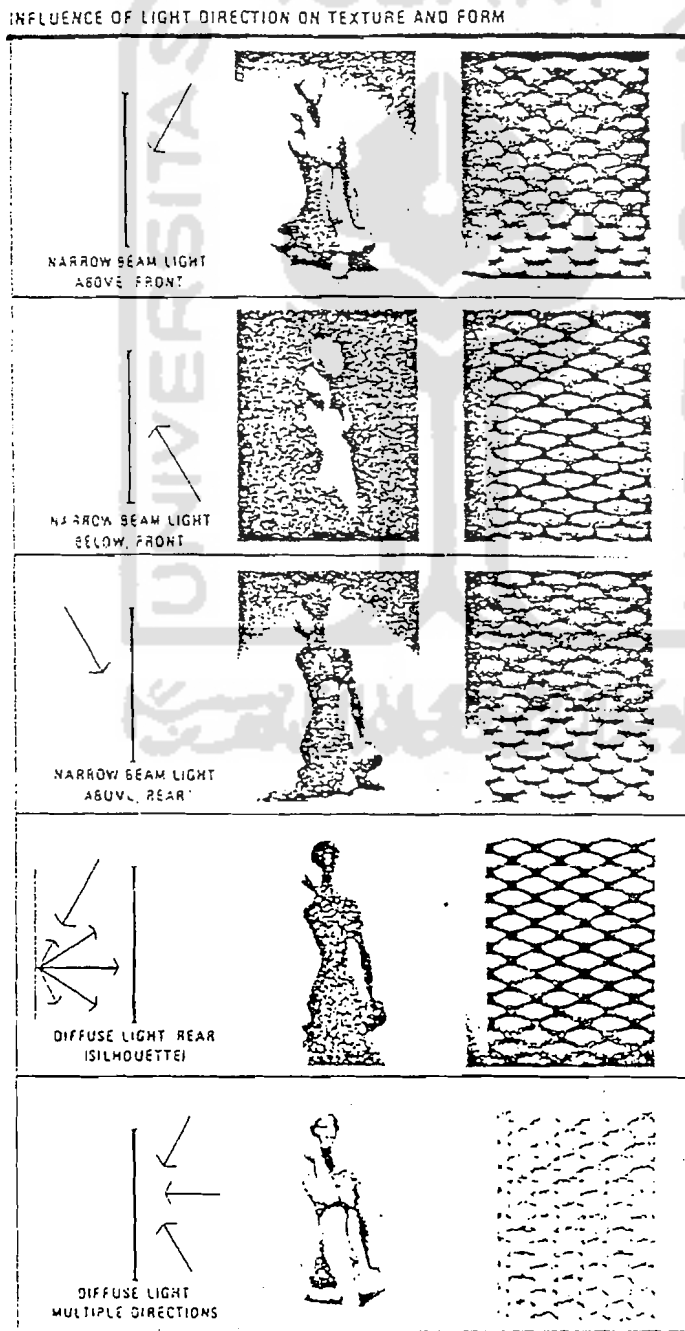 INFLUENCE OF LIGHT DIRECTION ON TEXTURE AND FORM
NARROW BEAM LIGHT
ABOVE, FRONT
NARROW BEAM LIGHT
BELOW, FRONT
NARROW BEAM LIGHT
ABOVE, REAR
DIFFUSE LIGHT REAR
(SILHOUETTE)
DIFFUSE LIGHT
MULTIPLE DIRECTIONS
UNIVERSITAS